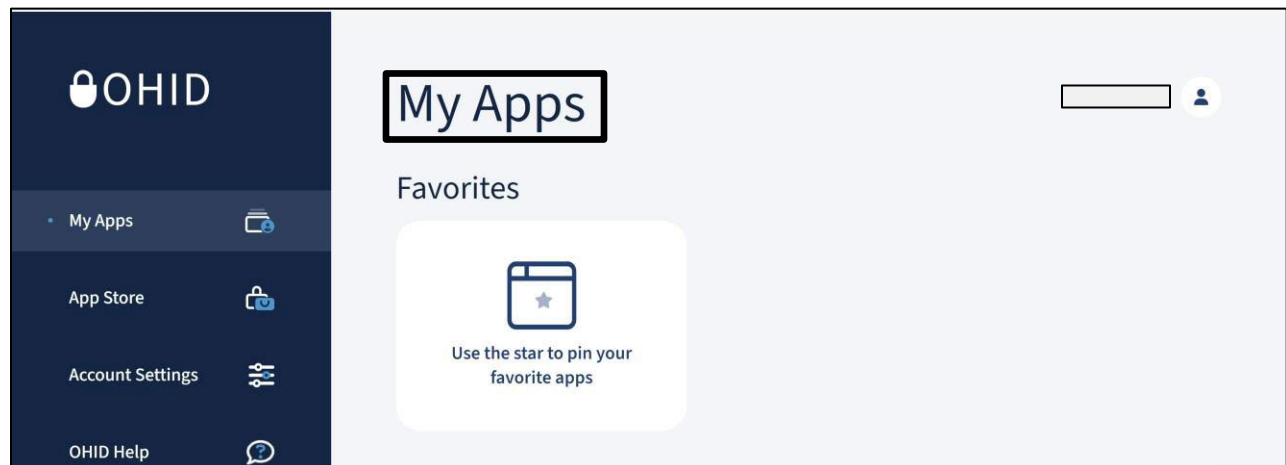 OHID
My Apps
App Store
Account Settings
OHID Help
My Apps
Favorites
Use the star to pin your
favorite apps